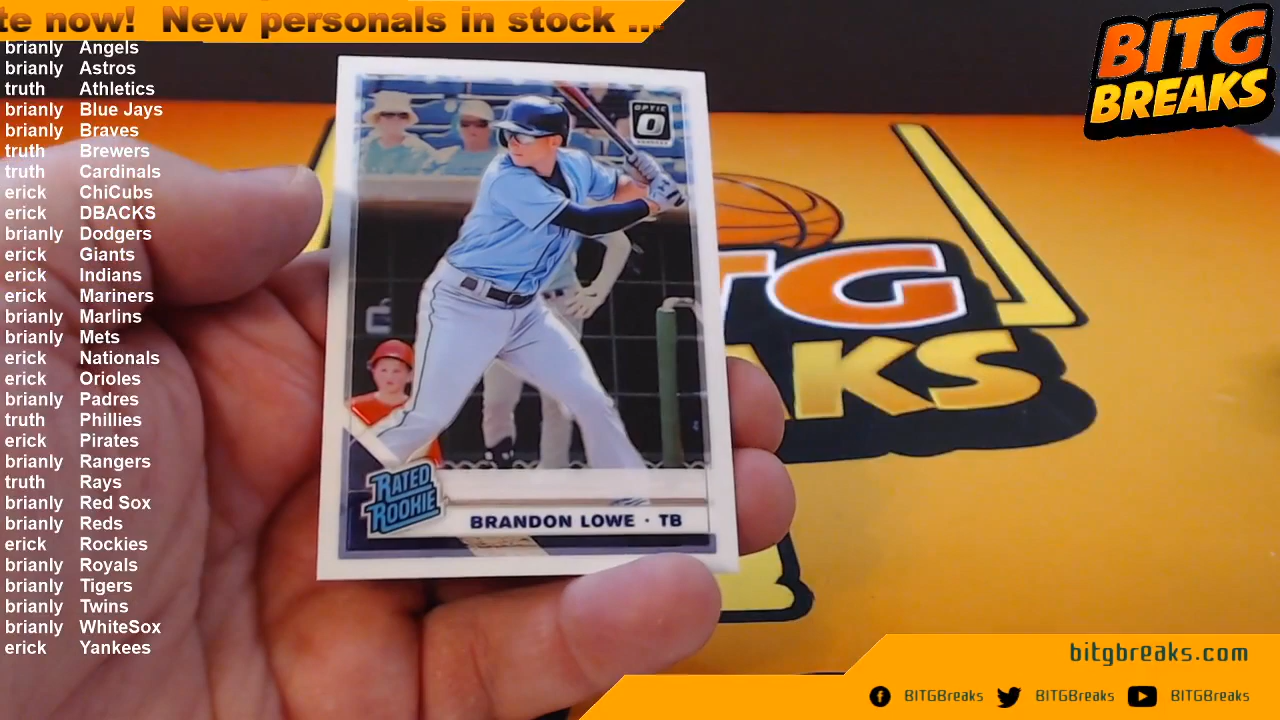 te now! New personals in stock ...
BITG
BREAKS
brianly Angels
brianly Astros
truth Athletics
brianly Blue Jays
brianly Braves
truth Brewers
truth Cardinals
erick ChiCubs
erick DBACKS
brianly Dodgers
erick Giants
erick Indians
erick Mariners
brianly Marlins
brianly Mets
erick Nationals
erick Orioles
brianly Padres
truth Phillies
erick Pirates
brianly Rangers
truth Rays
brianly Red Sox
brianly Reds
erick Rockies
brianly Royals
brianly Tigers
brianly Twins
brianly WhiteSox
erick Yankees
OPTIC
O
RATED
ROOKIE
BRANDON LOWE · TB
TG
AKS
bitgbreaks.com
BITGBreaks BITGBreaks BITGBreaks